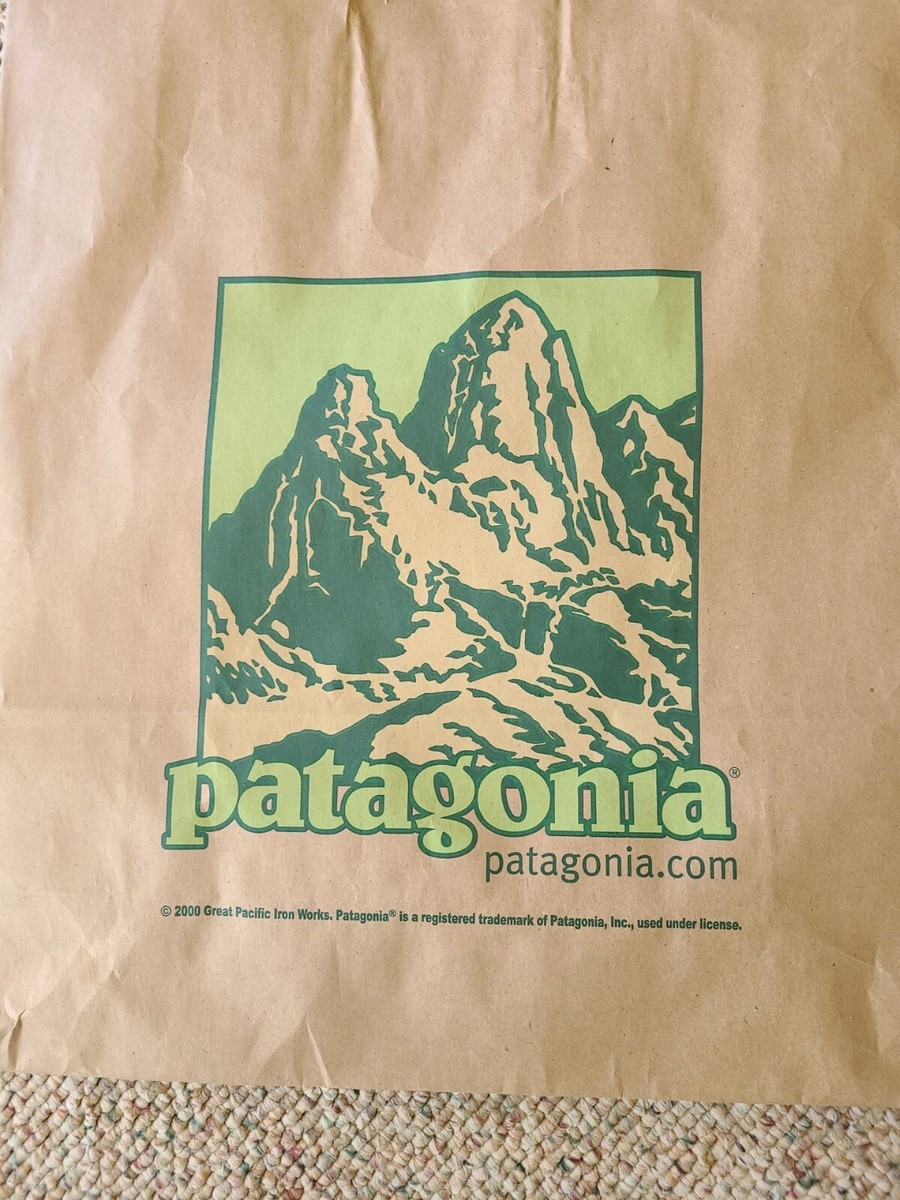 patagonia®
patagonia.com
© 2000 Great Pacific Iron Works. Patagonia® is a registered trademark of Patagonia, Inc., used under license.